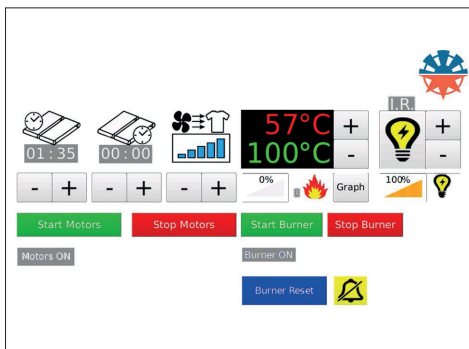 I.R.
57°C
+
100°C
-
01:35
00:00
+
-
- +
- +
- +
0%
Graph
100%
Start Motors
Stop Motors
Start Burner
Stop Burner
Motors ON
Burner ON
Burner Reset